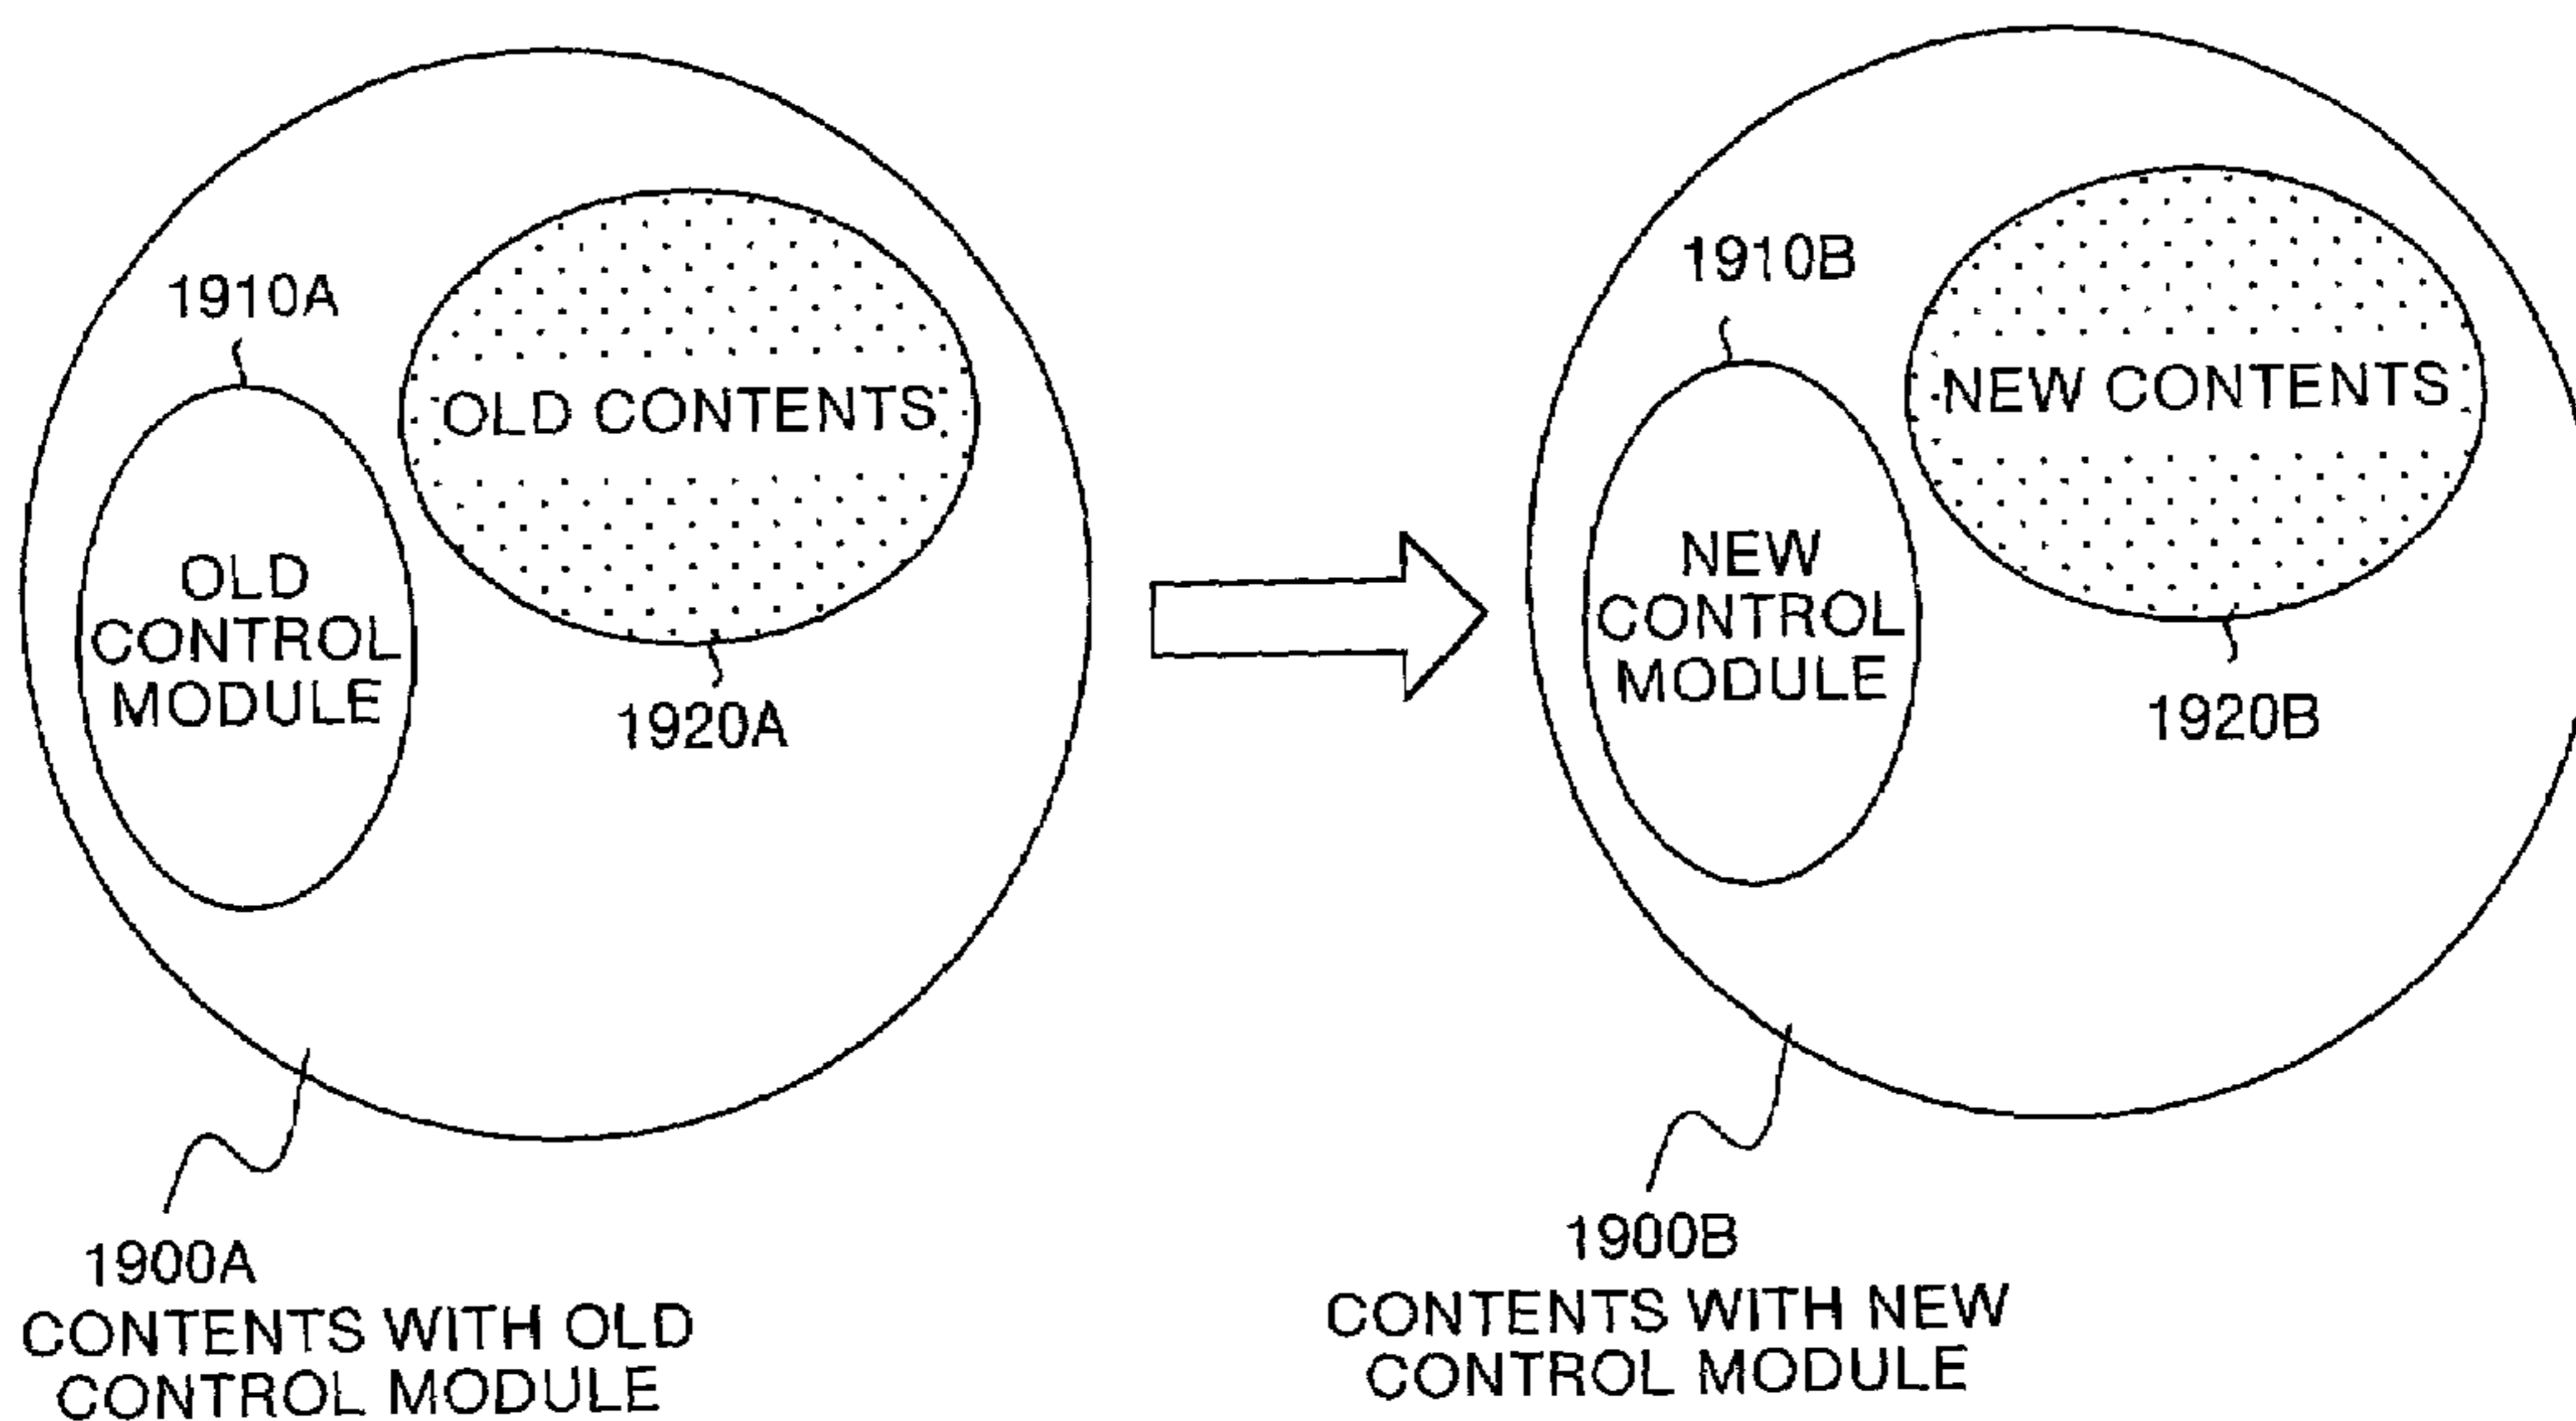 1910A
OLD CONTENTS
OLD
CONTROL
MODULE
1920A
1900A
CONTENTS WITH OLD
CONTROL MODULE
1910B
NEW CONTENTS
NEW
CONTROL
MODULE
1920B
1900B
CONTENTS WITH NEW
CONTROL MODULE